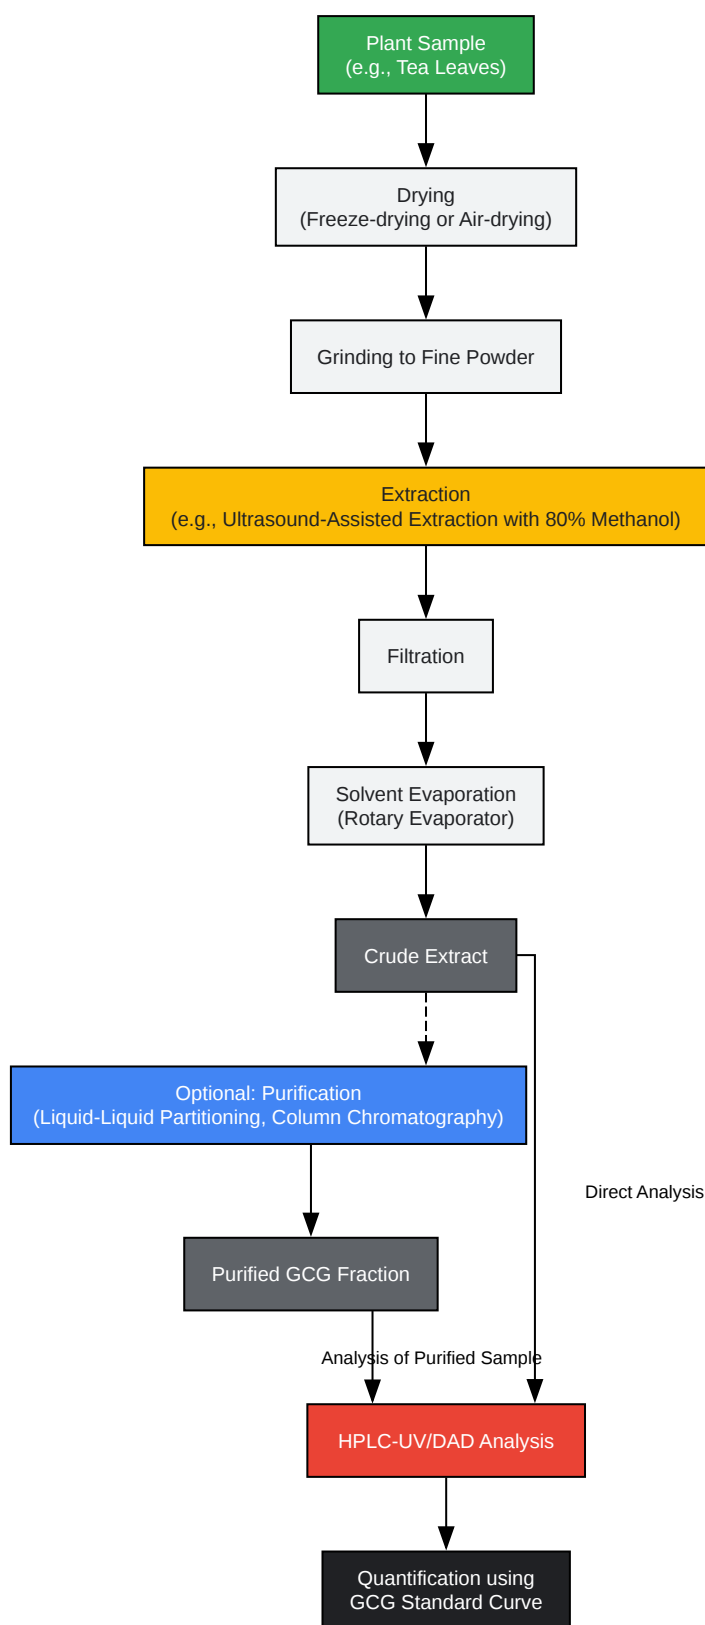 Plant Sample
(e.g., Tea Leaves)
Drying
(Freeze-drying or Air-drying)
Grinding to Fine Powder
Extraction
(e.g., Ultrasound-Assisted Extraction with 80% Methanol)
Filtration
Solvent Evaporation
(Rotary Evaporator)
Crude Extract
Optional: Purification
(Liquid-Liquid Partitioning, Column Chromatography)
Direct Analysis
Purified GCG Fraction
Analysis of Purified Sample
HPLC-UV/DAD Analysis
Quantification using
GCG Standard Curve